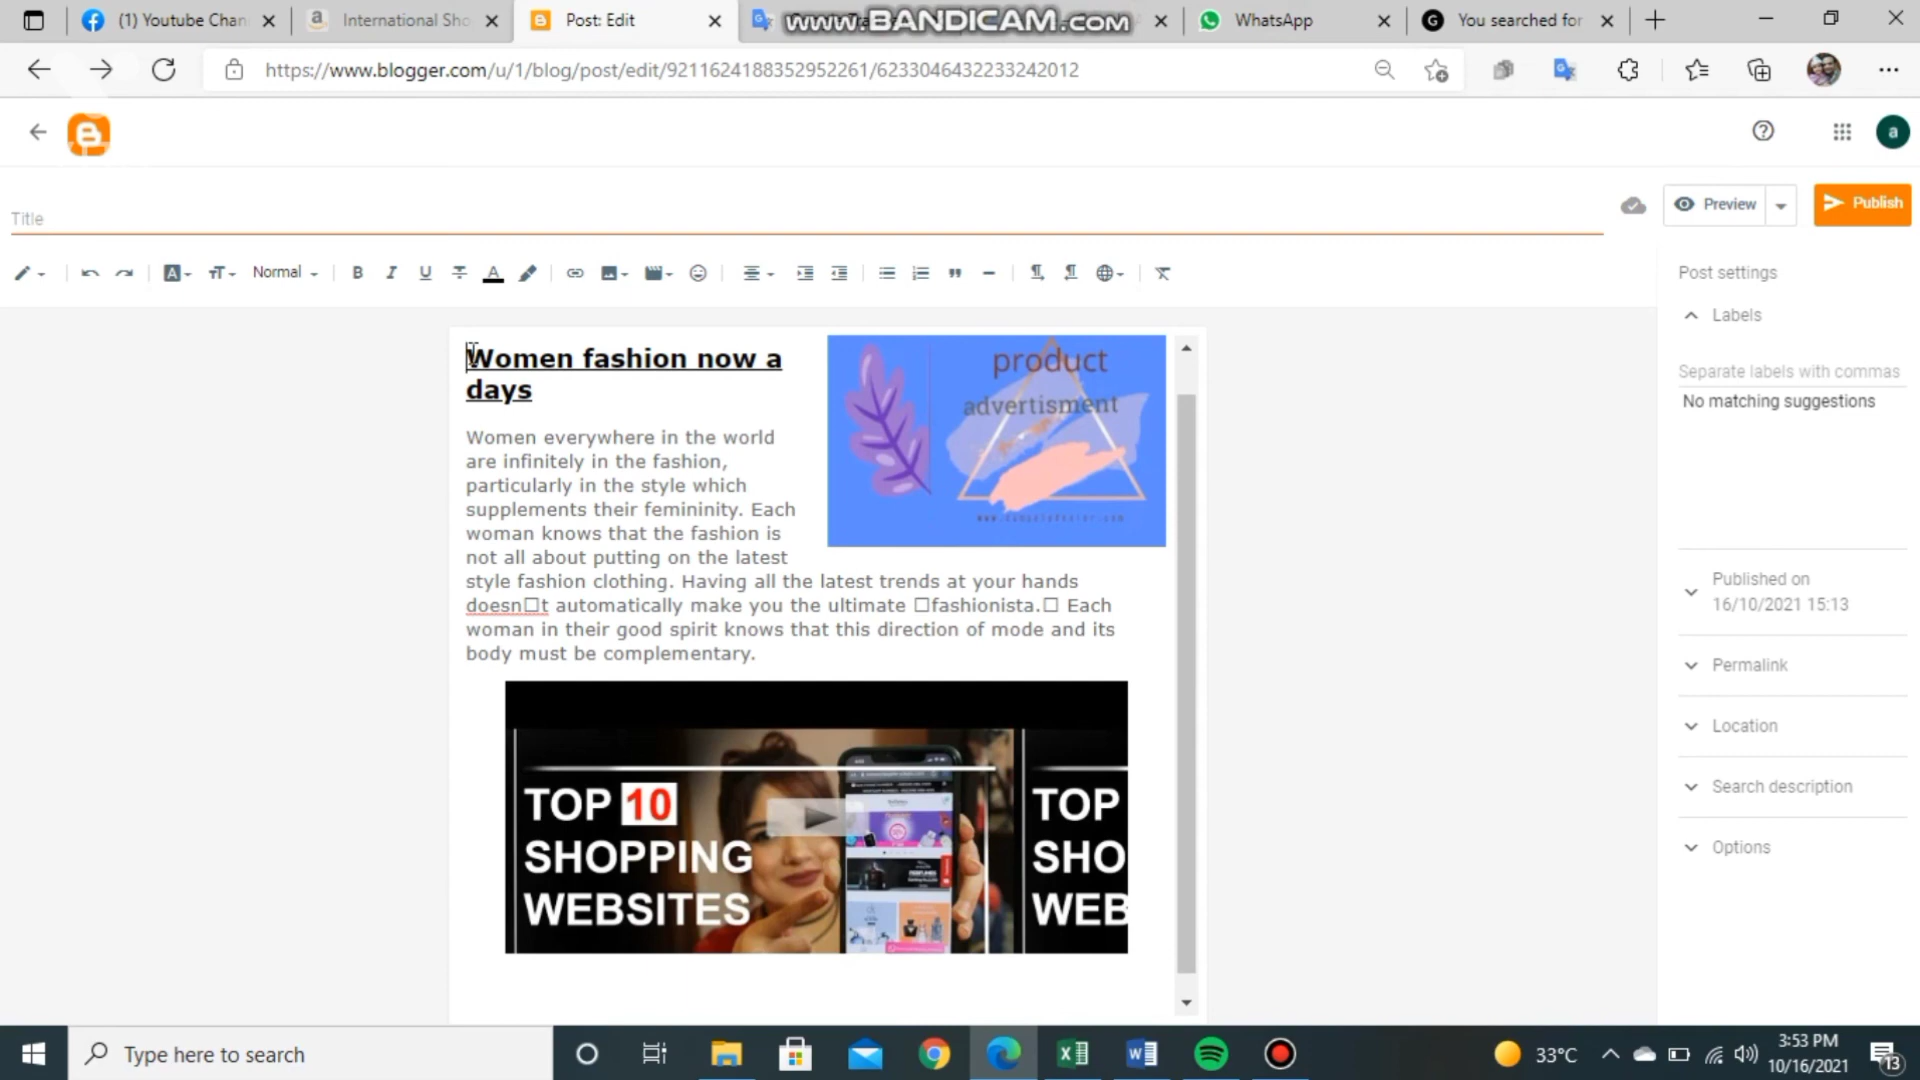 (1) Youtube Chan
International Sho
Post: Edit
www.BANDICAM.com
WhatsApp
You searched for
https://www.blogger.com/u/1/blog/post/edit/9211624188352952261/6233046432233242012
a
Title
Preview
Publish
Normal
B I U T A
Post settings
Labels
Separate labels with commas
No matching suggestions
Published on
16/10/2021 15:13
Permalink
Location
Search description
Options
Women fashion now a
days
product
advertisment
Women everywhere in the world
are infinitely in the fashion,
particularly in the style which
supplements their femininity. Each
woman knows that the fashion is
not all about putting on the latest
style fashion clothing. Having all the latest trends at your hands
doesn□t automatically make you the ultimate □fashionista.□ Each
woman in their good spirit knows that this direction of mode and its
body must be complementary.
TOP 10
SHOPPING
WEBSITES
TOP
SHO
WEB
Type here to search
33°C
3:53 PM
10/16/2021
13